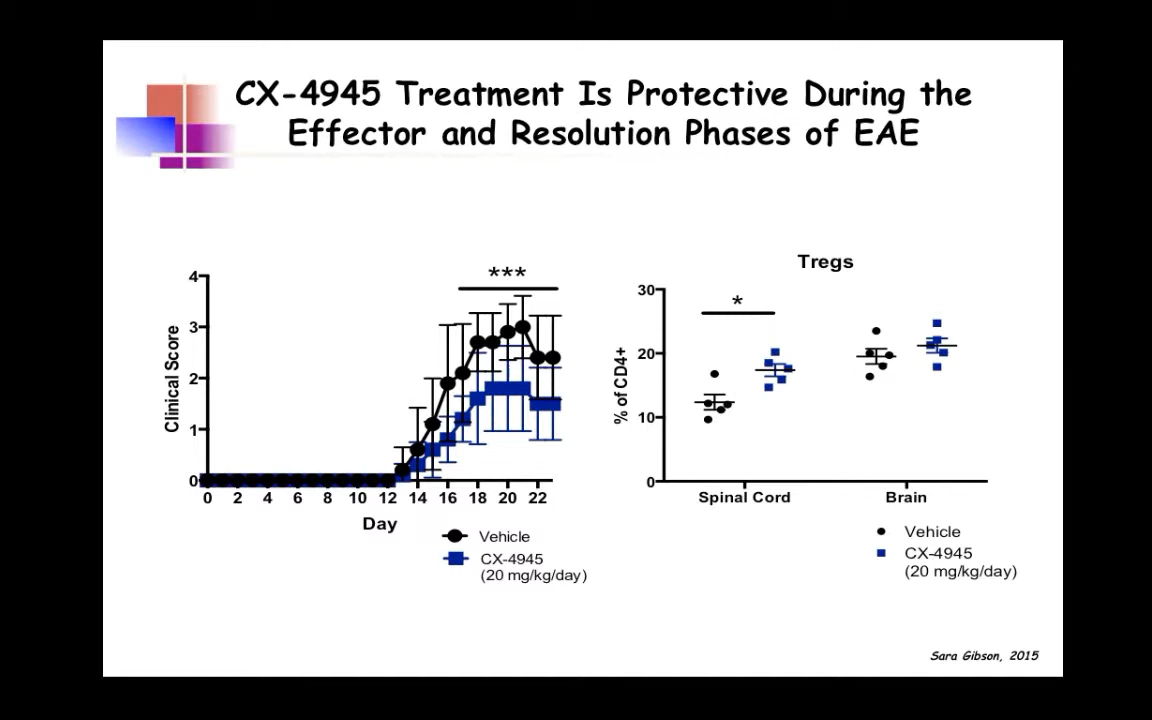 CX-4945 Treatment Is Protective During the
Effector and Resolution Phases of EAE
***
4
3
2
1
0
Clinical Score
0 2 4 6 8 10 12 14 16 18 20 22
Day
Vehicle
CX-4945
(20 mg/kg/day)
Tregs
*
30
20
10
0
% of CD4+
Spinal Cord Brain
Vehicle
CX-4945
(20 mg/kg/day)
Sara Gibson, 2015